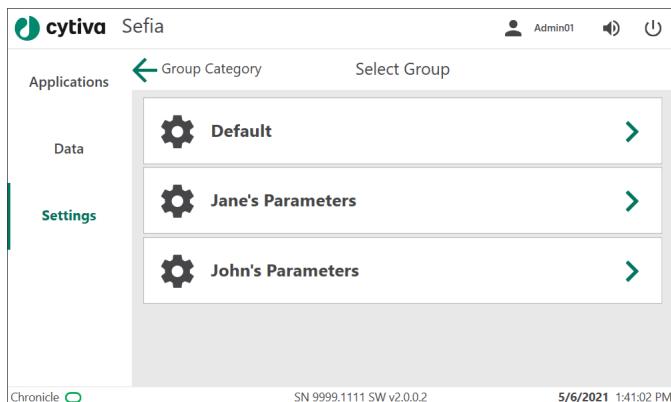 cytiva Sefia Admin01
Applications
Data
Settings
Group Category Select Group
Default
Jane's Parameters
John's Parameters
Chronicle SN 9999.1111 SW v2.0.0.2 5/6/2021 1:41:02 PM